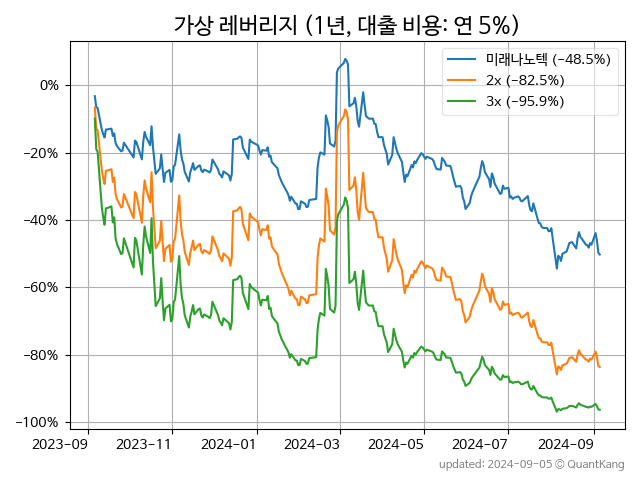 가상 레버리지 (1년, 대출 비용: 연 5%)
미래나노텍 (−48.5%)
2x (−82.5%)
3x (−95.9%)
0%
−20%
−40%
−60%
−80%
−100%
2023-09 2023-11 2024-01 2024-03 2024-05 2024-07 2024-09
updated: 2024-09-05 © QuantKang